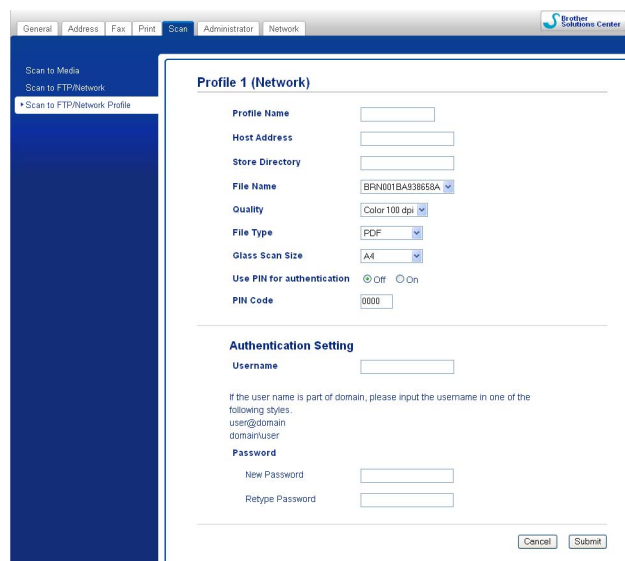 Brother
Solutions Center
General Address Fax Print Scan Administrator Network
Scan to Media
Scan to FTP/Network
Scan to FTP/Network Profile
Profile 1 (Network)
Profile Name
Host Address
Store Directory
File Name BRN001BA938658A
Quality Color 100 dpi
File Type PDF
Glass Scan Size A4
Use PIN for authentication Off On
PIN Code 0000
Authentication Setting
Username
If the user name is part of domain, please input the username in one of the
following styles.
user@domain
domain\user
Password
New Password
Retype Password
Cancel Submit